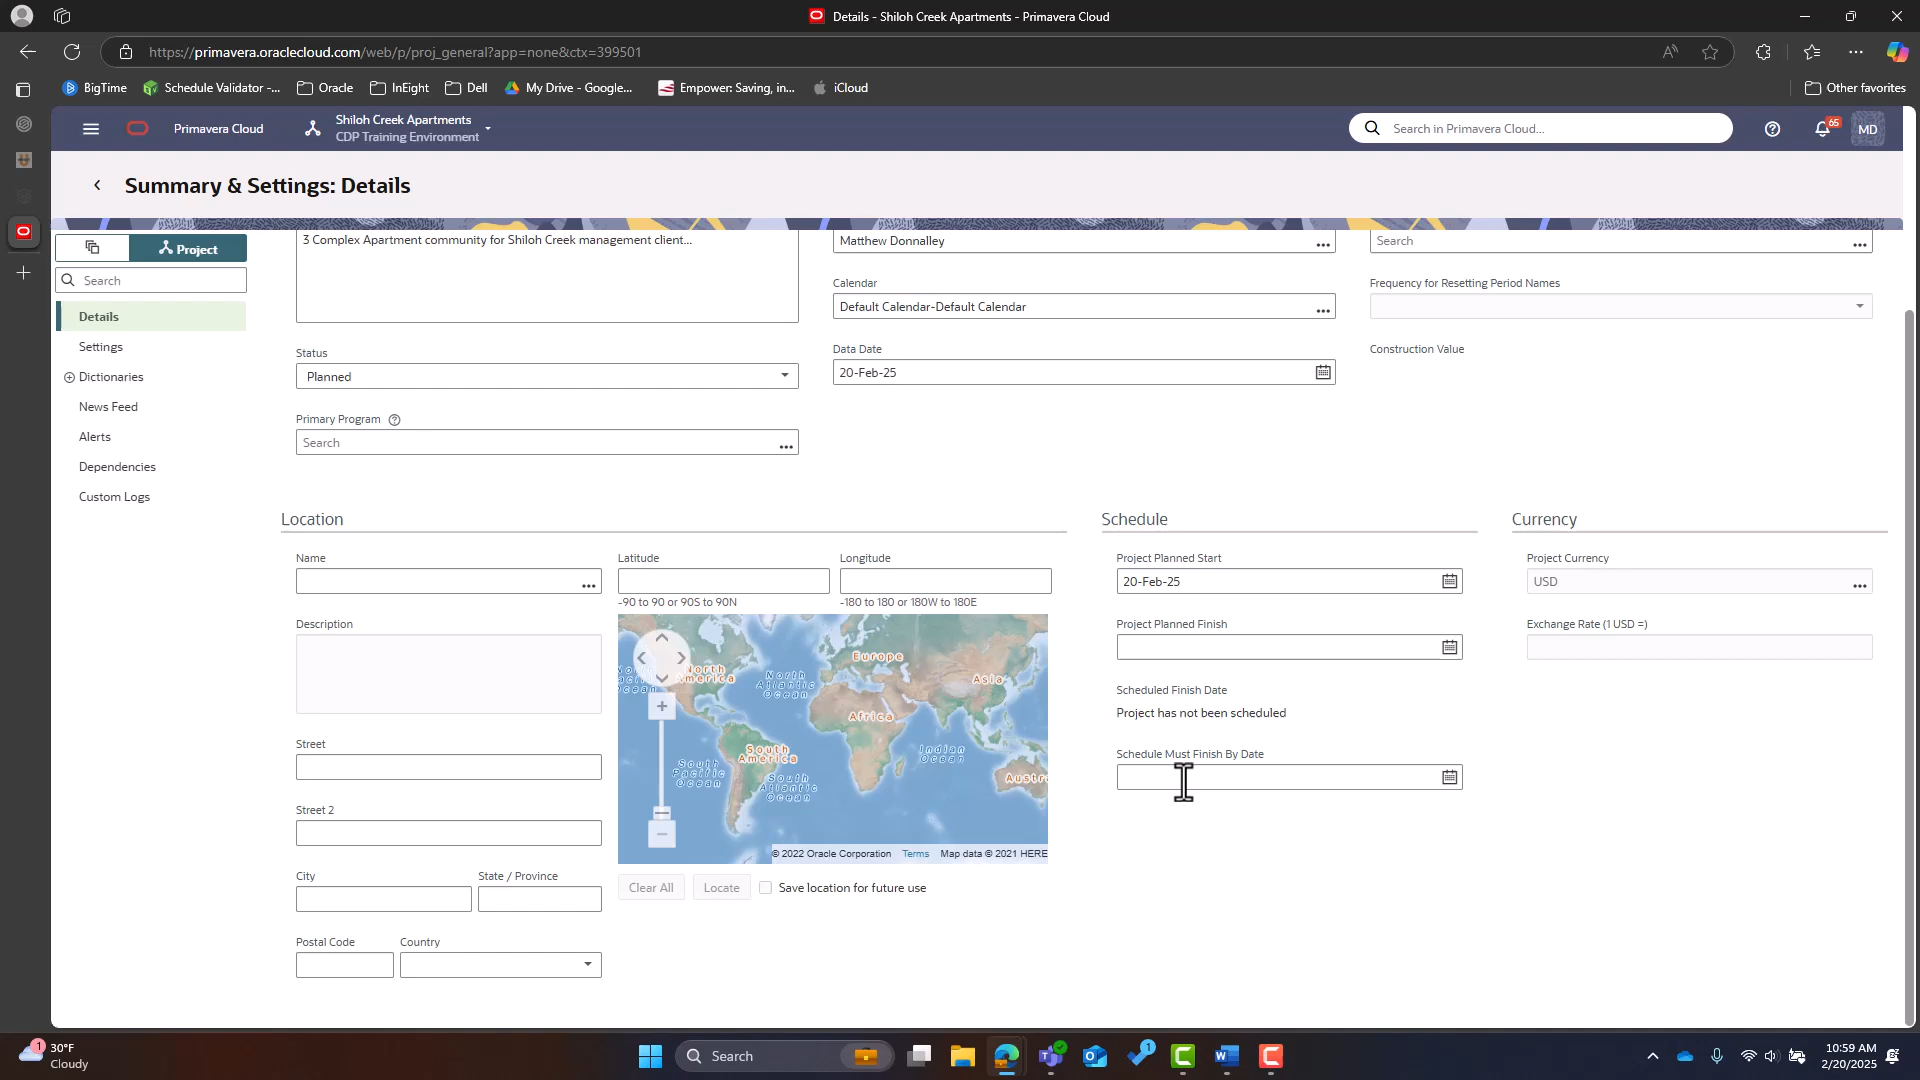 Details - Shiloh Creek Apartments - Primavera Cloud
https://primavera.oraclecloud.com/web/p/proj_general?app=none&ctx=399501
BigTime
Schedule Validator -...
Oracle
InEight
Dell
My Drive - Google...
Empower: Saving, in...
iCloud
Other favorites
Primavera Cloud
Shiloh Creek Apartments
CDP Training Environment
Search in Primavera Cloud...
65
MD
Summary & Settings: Details
Project
Search
Details
Settings
Dictionaries
News Feed
Alerts
Dependencies
Custom Logs
3 Complex Apartment community for Shiloh Creek management client...
Matthew Donnalley
Search
Calendar
Default Calendar-Default Calendar
Frequency for Resetting Period Names
Status
Planned
Data Date
20-Feb-25
Construction Value
Primary Program
Search
Location
Schedule
Currency
Name
Latitude
-90 to 90 or 90S to 90N
Longitude
-180 to 180 or 180W to 180E
Description
Street
Street 2
City
State / Province
Postal Code
Country
North America
North Atlantic Ocean
Europe
Asia
Africa
South America
Indian Ocean
South Pacific Ocean
South Atlantic Ocean
Austra
© 2022 Oracle Corporation
Terms
Map data © 2021 HERE
Clear All
Locate
Save location for future use
Project Planned Start
20-Feb-25
Project Planned Finish
Scheduled Finish Date
Project has not been scheduled
Schedule Must Finish By Date
Project Currency
USD
Exchange Rate (1 USD =)
1
30°F
Cloudy
Search
1
10:59 AM
2/20/2025